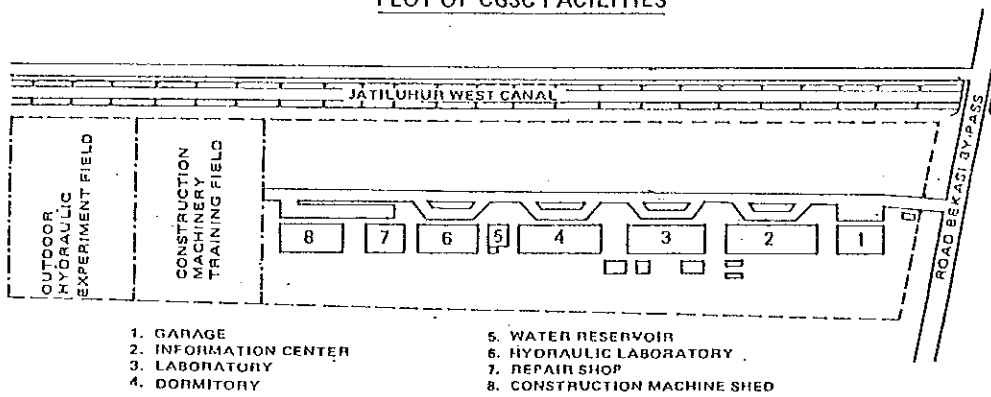 PLOT OF CGSC FACILITIES
JATILUHUR WEST CANAL
ROAD BEKASI BY-PASS
OUTDOOR
HYDRAULIC
EXPERIMENT FIELD
CONSTRUCTION
MACHINERY
TRAINING FIELD
8 7 6 5 4 3 2 1
1. GARAGE
2. INFORMATION CENTER
3. LABORATORY
4. DORMITORY
5. WATER RESERVOIR
6. HYDRAULIC LABORATORY
7. REPAIR SHOP
8. CONSTRUCTION MACHINE SHED